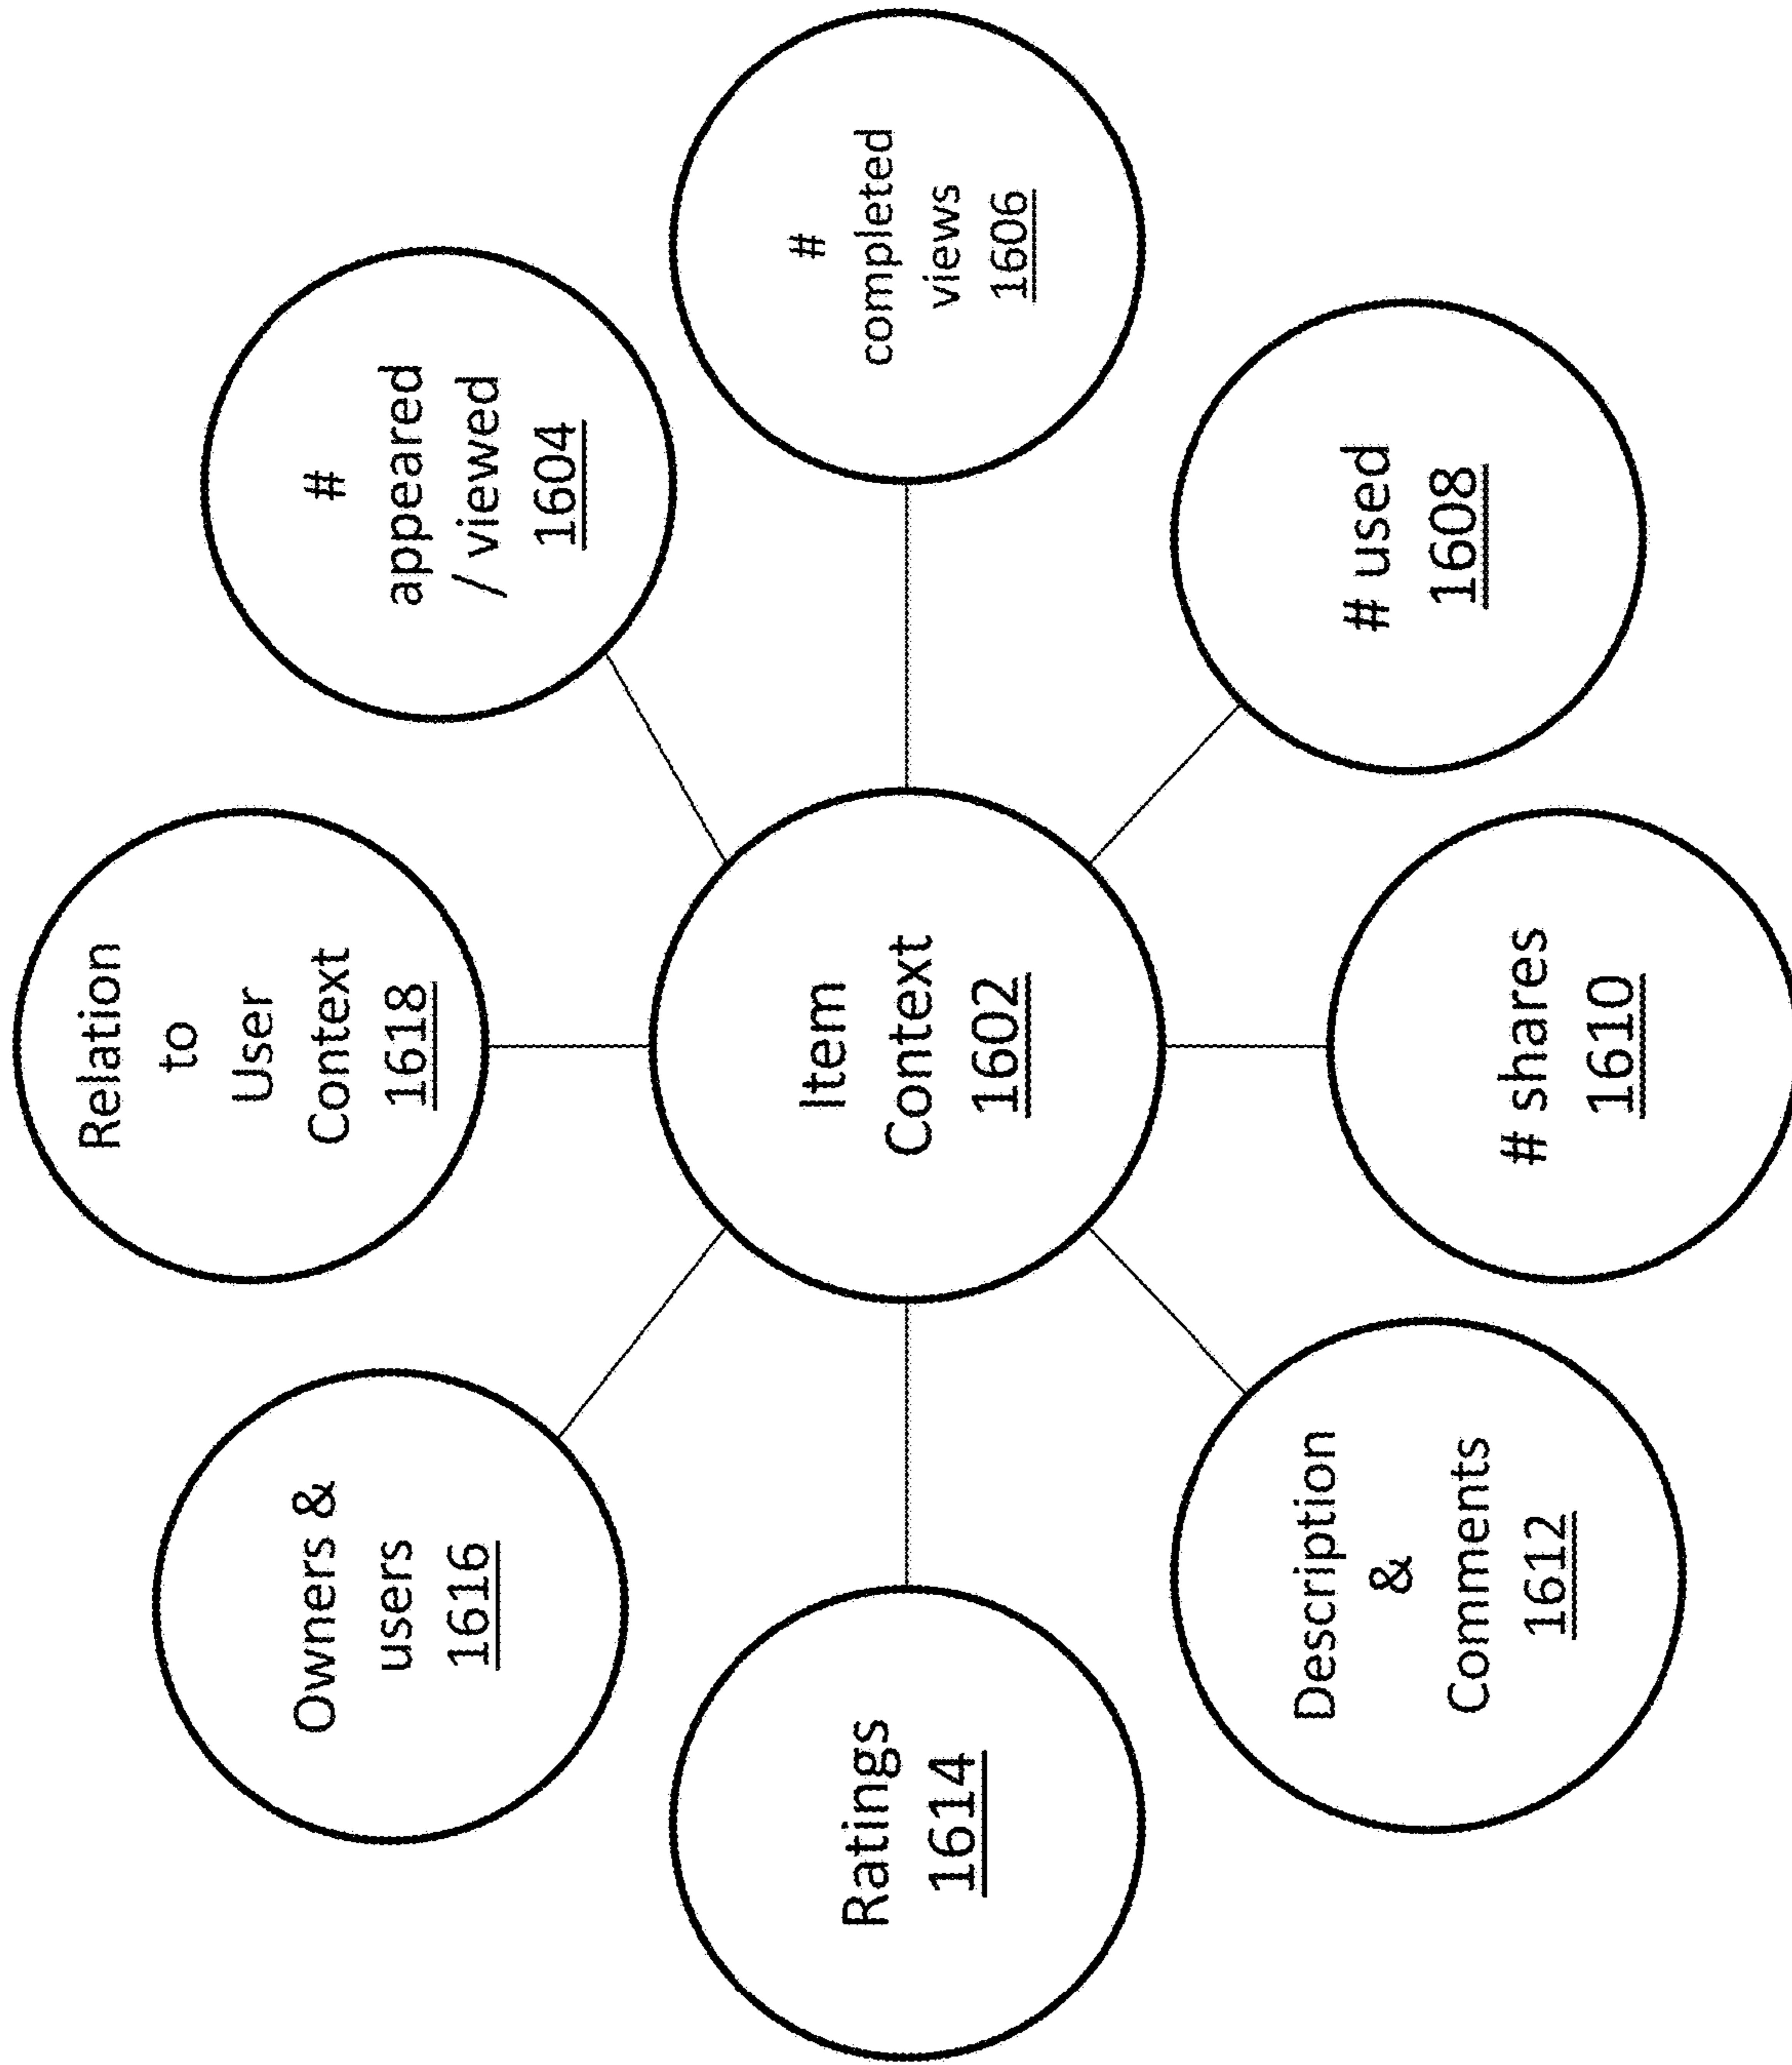 Relation
to
User
Context
1618
#
appeared
/ viewed
1604
#
completed
views
1606
# used
1608
# shares
1610
Description
&
Comments
1612
Ratings
1614
Owners &
users
1616
Item
Context
1602